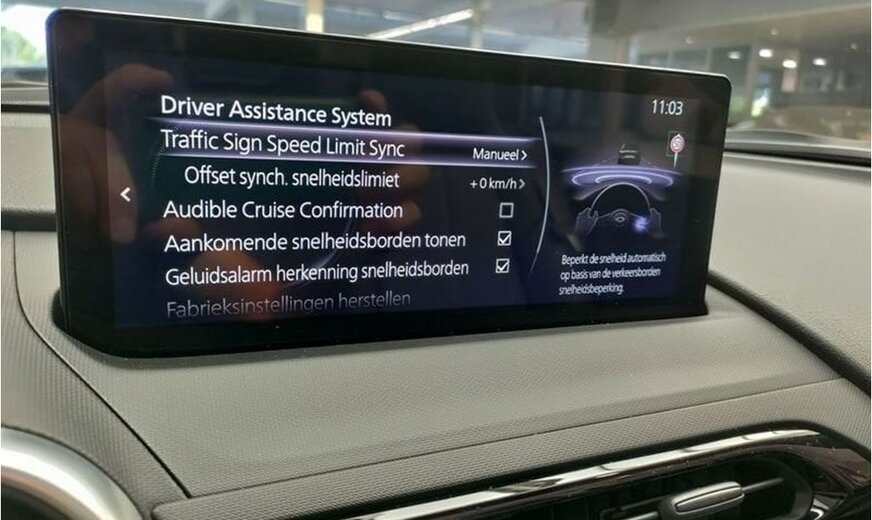 Driver Assistance System
11:03
Traffic Sign Speed Limit Sync
Manueel >
Offset synch. snelheidslimiet
+ 0 km/h >
Audible Cruise Confirmation
Aankomende snelheidsborden tonen
Geluidsalarm herkenning snelheidsborden
Fabrieksinstellingen herstellen
Beperkt de snelheid automatisch
op basis van de verkeersborden
snelheidsbeperking.